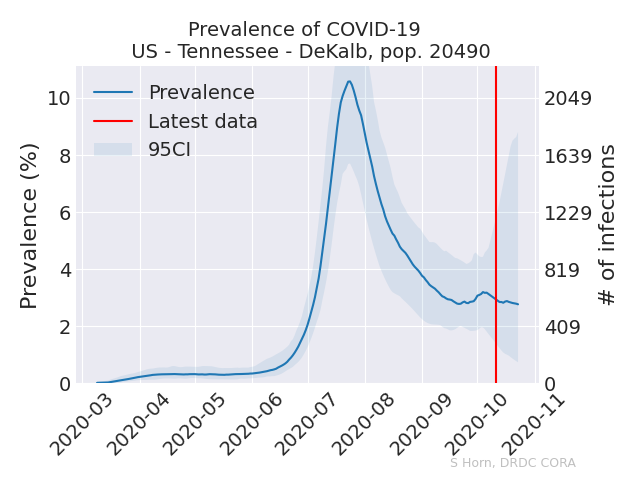 Prevalence of COVID-19
US - Tennessee - DeKalb, pop. 20490
Prevalence
Latest data
95CI
Prevalence (%)
10
8
6
4
2
0
2049
1639
1229
819
409
0
# of infections
2020-03
2020-04
2020-05
2020-06
2020-07
2020-08
2020-09
2020-10
2020-11
S Horn, DRDC CORA